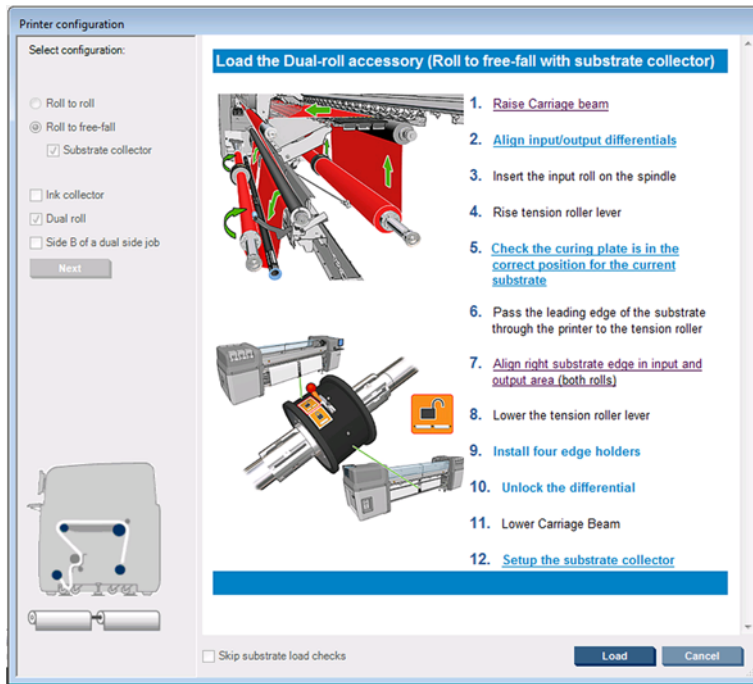 Printer configuration
Select configuration:
Roll to roll
Roll to free-fall
Substrate collector
Ink collector
Dual roll
Side B of a dual side job
Next
Load the Dual-roll accessory (Roll to free-fall with substrate collector)
1. Raise Carriage beam
2. Align input/output differentials
3. Insert the input roll on the spindle
4. Rise tension roller lever
5. Check the curing plate is in the
correct position for the current
substrate
6. Pass the leading edge of the substrate
through the printer to the tension roller
7. Align right substrate edge in input and
output area (both rolls)
8. Lower the tension roller lever
9. Install four edge holders
10. Unlock the differential
11. Lower Carriage Beam
12. Setup the substrate collector
Skip substrate load checks
Load
Cancel